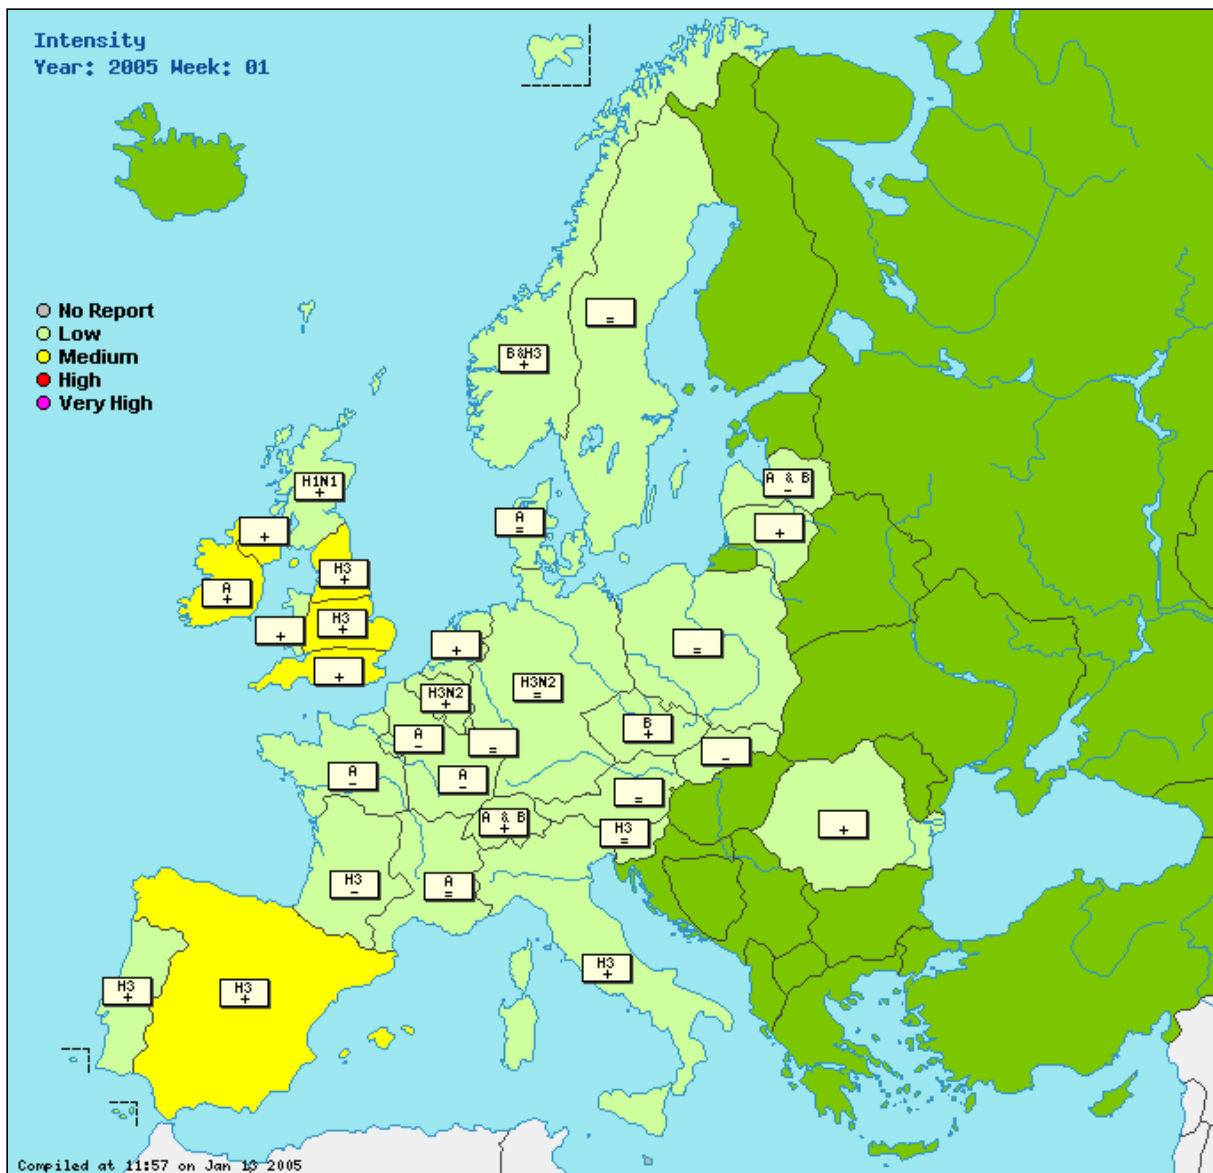 Intensity
Year: 2005 Week: 01
No Report
Low
Medium
High
Very High
=
B&H3
+
H1N1
+
A & B
-
A
=
+
+
H3
+
A
+
H3
+
+
+
=
+
H3N2
=
H3N2
+
B
+
A
-
=
-
A
-
A
-
=
A & B
+
+
H3
=
H3
-
A
=
H3
+
H3
+
H3
+
Compiled at 11:57 on Jan 13 2005